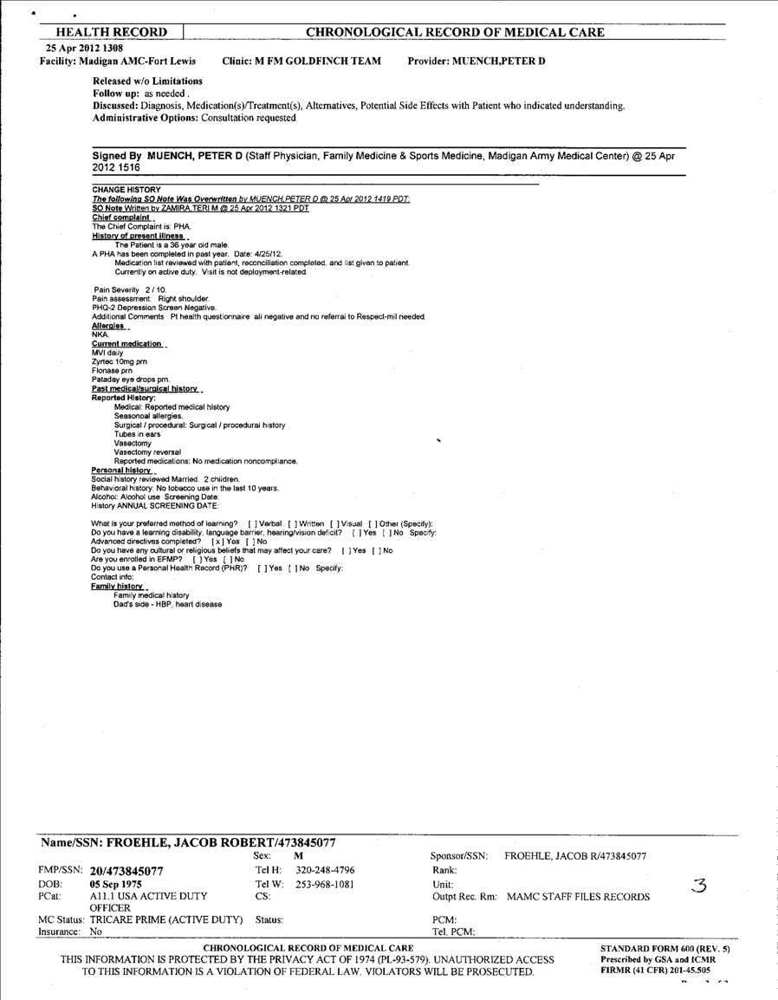 HEALTH RECORD CHRONOLOGICAL RECORD OF MEDICAL CARE
25 Apr 2012 1308
Facility: Madigan AMC-Fort Lewis Clinic: M FM GOLDFINCH TEAM Provider: MUENCH,PETER D
Released w/o Limitations
Follow up: as needed .
Discussed: Diagnosis, Medication(s)/Treatment(s), Alternatives, Potential Side Effects with Patient who indicated understanding.
Administrative Options: Consultation requested
Signed By MUENCH, PETER D (Staff Physician, Family Medicine & Sports Medicine, Madigan Army Medical Center) @ 25 Apr
2012 1516
CHANGE HISTORY
The following SO Note Was Overwritten by MUENCH,PETER D @ 25 Apr 2012 1419 PDT:
SO Note Written by ZAMIRA,TERI M @ 25 Apr 2012 1321 PDT
Chief complaint
The Chief Complaint is: PHA.
History of present illness
The Patient is a 36 year old male.
A PHA has been completed in past year. Date: 4/25/12.
Medication list reviewed with patient, reconciliation completed, and list given to patient.
Currently on active duty. Visit is not deployment-related.
Pain Severity 2 / 10.
Pain assessment: Right shoulder.
PHQ-2 Depression Screen Negative.
Additional Comments Pt health questionnaire all negative and no referral to Respect-mil needed.
Allergies
NKA.
Current medication
MVI daily
Zyrtec 10mg prn
Flonase prn
Pataday eye drops prn.
Past medical/surgical history
Reported History:
Medical: Reported medical history
Seasonoal allergies.
Surgical / procedural: Surgical / procedural history
Tubes in ears
Vasectomy
Vasectomy reversal
Reported medications: No medication noncompliance.
Personal history
Social history reviewed Married. 2 children.
Behavioral history: No tobacco use in the last 10 years.
Alcohol: Alcohol use Screening Date:
History ANNUAL SCREENING DATE:
What is your preferred method of learning? [ ] Verbal [ ] Written [ ] Visual [ ] Other (Specify):
Do you have a learning disability, language barrier, hearing/vision deficit? [ ] Yes [ ] No Specify:
Advanced directives completed? [ x ] Yes [ ] No
Do you have any cultural or religious beliefs that may affect your care? [ ] Yes [ ] No
Are you enrolled in EFMP? [ ] Yes [ ] No
Do you use a Personal Health Record (PHR)? [ ] Yes [ ] No Specify:
Contact info:
Family history
Family medical history
Dad's side - HBP, heart disease
Name/SSN: FROEHLE, JACOB ROBERT/473845077
Sex: M Sponsor/SSN: FROEHLE, JACOB R/473845077
FMP/SSN: 20/473845077 Tel H: 320-248-4796 Rank:
DOB: 05 Sep 1975 Tel W: 253-968-1081 Unit: 3
PCat: A11.1 USA ACTIVE DUTY CS: Outpt Rec. Rm: MAMC STAFF FILES RECORDS
OFFICER
MC Status: TRICARE PRIME (ACTIVE DUTY) Status: PCM:
Insurance: No Tel. PCM:
CHRONOLOGICAL RECORD OF MEDICAL CARE STANDARD FORM 600 (REV. 5)
THIS INFORMATION IS PROTECTED BY THE PRIVACY ACT OF 1974 (PL-93-579). UNAUTHORIZED ACCESS Prescribed by GSA and ICMR
TO THIS INFORMATION IS A VIOLATION OF FEDERAL LAW. VIOLATORS WILL BE PROSECUTED. FIRMR (41 CFR) 201-45.505